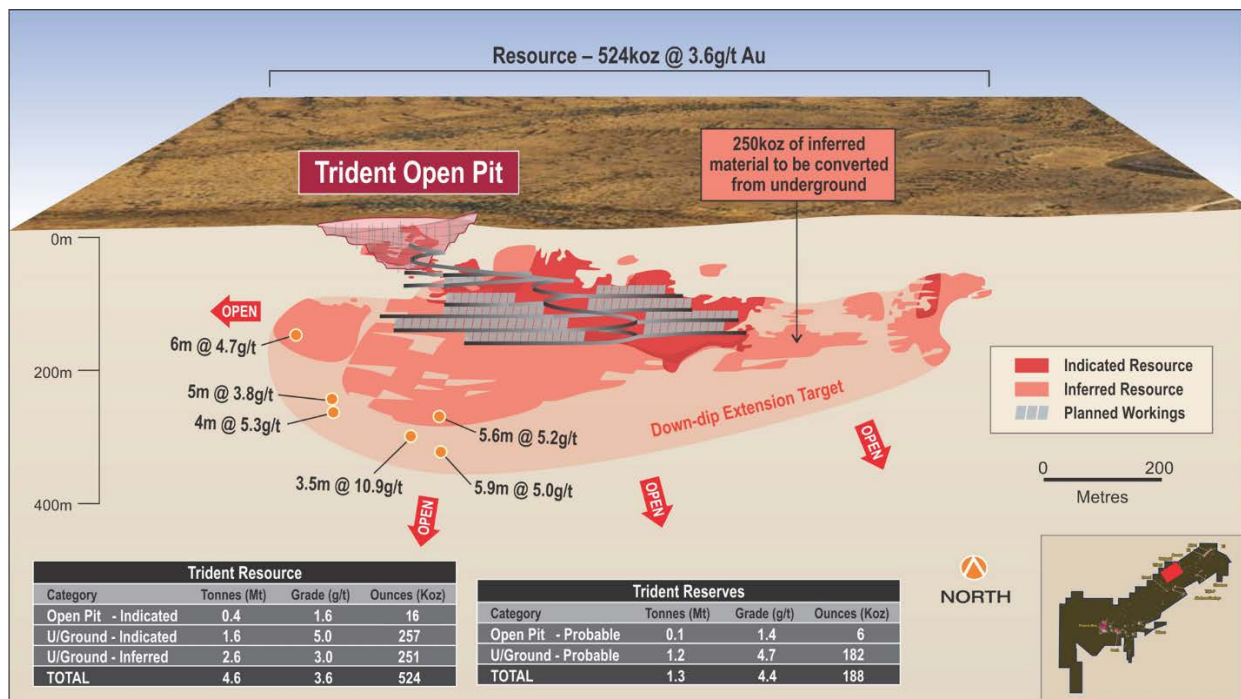 Resource – 524koz @ 3.6g/t Au
Trident Open Pit
250koz of inferred
material to be converted
from underground
0m
200m
400m
OPEN
6m @ 4.7g/t
5m @ 3.8g/t
4m @ 5.3g/t
5.6m @ 5.2g/t
3.5m @ 10.9g/t
5.9m @ 5.0g/t
Down-dip Extension Target
OPEN
OPEN
OPEN
Indicated Resource
Inferred Resource
Planned Workings
0 200
Metres
Trident Resource
Category Tonnes (Mt) Grade (g/t) Ounces (Koz)
Open Pit - Indicated 0.4 1.6 16
U/Ground - Indicated 1.6 5.0 257
U/Ground - Inferred 2.6 3.0 251
TOTAL 4.6 3.6 524
Trident Reserves
Category Tonnes (Mt) Grade (g/t) Ounces (Koz)
Open Pit - Probable 0.1 1.4 6
U/Ground - Probable 1.2 4.7 182
TOTAL 1.3 4.4 188
NORTH